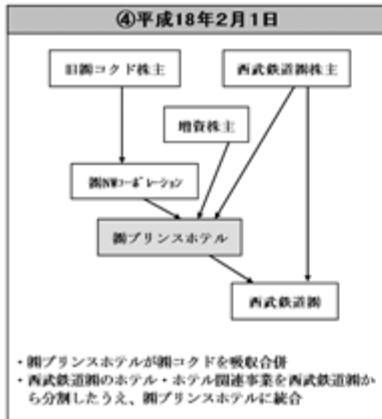 ④平成18年2月1日
旧㈱コクド株主
西武鉄道㈱株主
増資株主
㈱NWコーポレーション
㈱プリンスホテル
西武鉄道㈱
・㈱プリンスホテルが㈱コクドを吸収合併
・西武鉄道㈱のホテル・ホテル関連事業を西武鉄道㈱か
ら分割したうえ、㈱プリンスホテルに統合